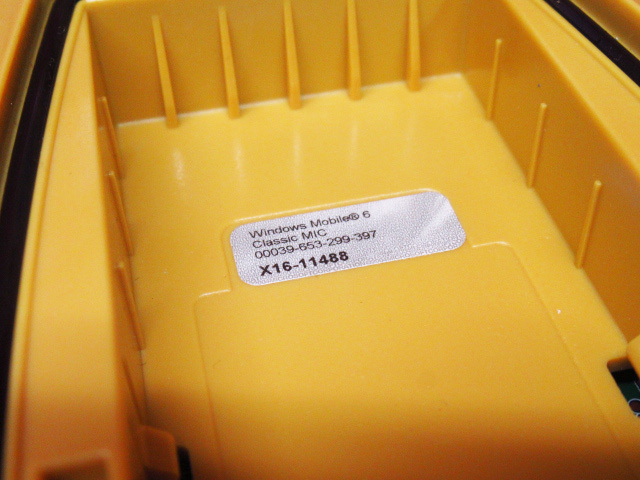 Windows Mobile® 6
Classic MIC
00039-653-299-397
X16-11488